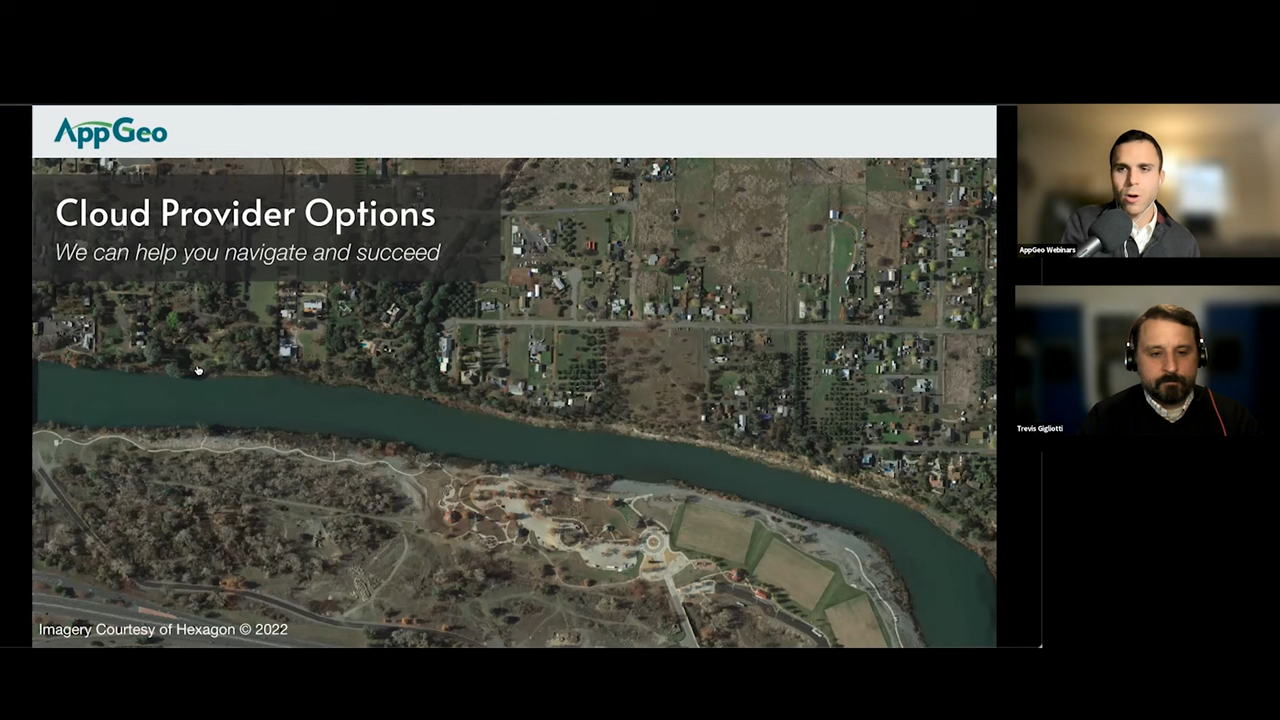 AppGeo
Cloud Provider Options
We can help you navigate and succeed
Imagery Courtesy of Hexagon © 2022
AppGeo Webinars
Trevis Gigliotti